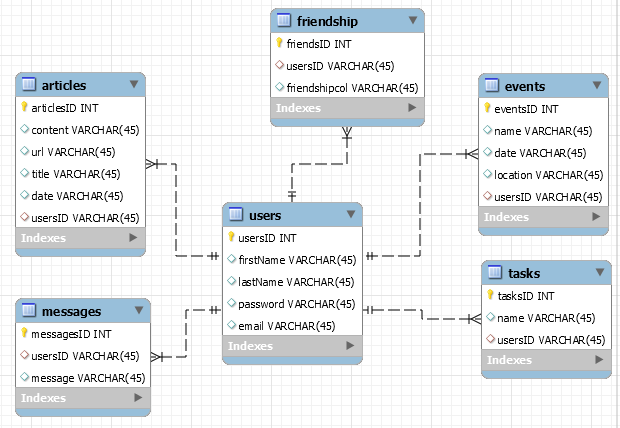 friendship
friendsID INT
usersID VARCHAR(45)
friendshipcol VARCHAR(45)
Indexes
articles
articlesID INT
content VARCHAR(45)
url VARCHAR(45)
title VARCHAR(45)
date VARCHAR(45)
usersID VARCHAR(45)
Indexes
events
eventsID INT
name VARCHAR(45)
date VARCHAR(45)
location VARCHAR(45)
usersID VARCHAR(45)
Indexes
users
usersID INT
firstName VARCHAR(45)
lastName VARCHAR(45)
password VARCHAR(45)
email VARCHAR(45)
Indexes
messages
messagesID INT
usersID VARCHAR(45)
message VARCHAR(45)
Indexes
tasks
tasksID INT
name VARCHAR(45)
usersID VARCHAR(45)
Indexes